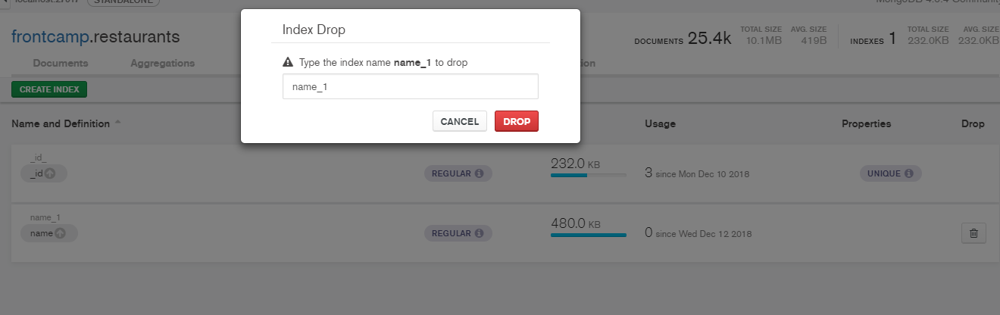 localhost:27017 STANDALONE MongoDB 4.0.4 Community
Index Drop
frontcamp.restaurants
DOCUMENTS 25.4k TOTAL SIZE 10.1MB AVG. SIZE 419B INDEXES 1 TOTAL SIZE 232.0KB AVG. SIZE 232.0KB
Type the index name name_1 to drop
Documents Aggregations ion
name_1
CREATE INDEX
CANCEL DROP
Name and Definition Usage Properties Drop
_id_
_id REGULAR 232.0 KB 3 since Mon Dec 10 2018 UNIQUE
name_1
name REGULAR 480.0 KB 0 since Wed Dec 12 2018